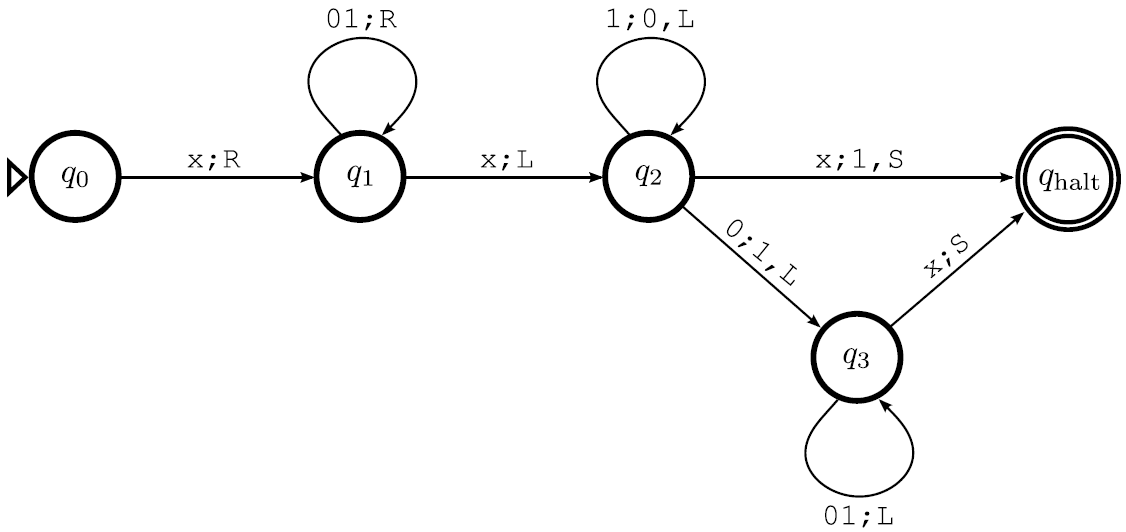 01;R
1;0,L
q0
x;R
q1
x;L
q2
x;1,S
qhalt
0;1,L
x;S
q3
01;L